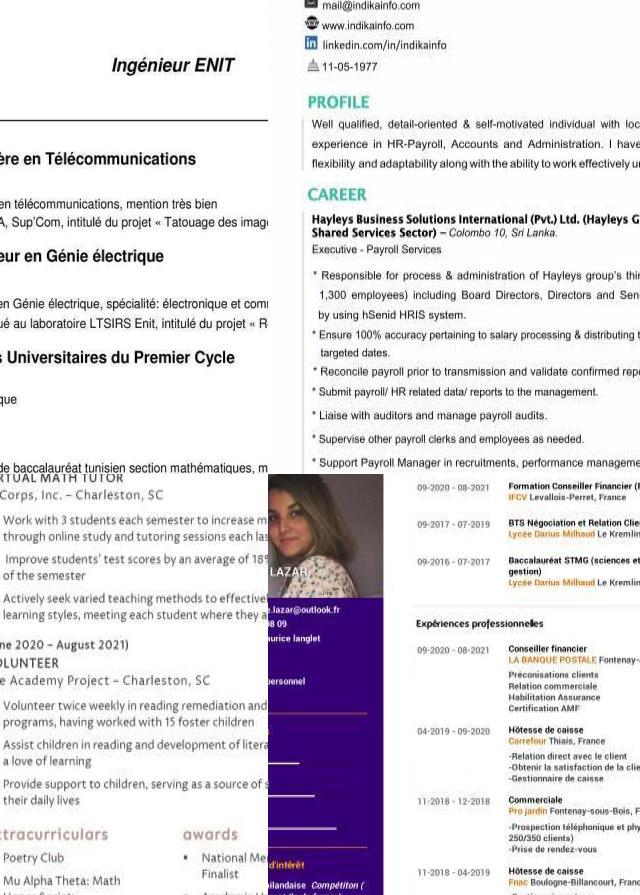 Ingénieur ENIT
ère en Télécommunications
en télécommunications, mention très bien
A, Sup'Com, intitulé du projet « Tatouage des imag
eur en Génie électrique
en Génie électrique, spécialité: électronique et com
ué au laboratoire LTSIRS Enit, intitulé du projet « R
s Universitaires du Premier Cycle
que
de baccalauréat tunisien section mathématiques, m
mail@indikainfo.com
www.indikainfo.com
linkedin.com/in/indikainfo
11-05-1977
PROFILE
Well qualified, detail-oriented & self-motivated individual with loc
experience in HR-Payroll, Accounts and Administration. I have
flexibility and adaptability along with the ability to work effectively u
CAREER
Hayleys Business Solutions International (Pvt.) Ltd. (Hayleys G
Shared Services Sector) – Colombo 10, Sri Lanka.
Executive - Payroll Services
* Responsible for process & administration of Hayleys group's thi
1,300 employees) including Board Directors, Directors and Sen
by using hSenid HRIS system.
* Ensure 100% accuracy pertaining to salary processing & distributing t
targeted dates.
* Reconcile payroll prior to transmission and validate confirmed rep
* Submit payroll/ HR related data/ reports to the management.
* Liaise with auditors and manage payroll audits.
* Supervise other payroll clerks and employees as needed.
* Support Payroll Manager in recruitments, performance manageme
RTUAL MATH TUTOR
Corps, Inc. – Charleston, SC
Work with 3 students each semester to increase m
through online study and tutoring sessions each las
Improve students' test scores by an average of 18%
of the semester
Actively seek varied teaching methods to effectivel
learning styles, meeting each student where they a
ne 2020 – August 2021)
OLUNTEER
e Academy Project – Charleston, SC
Volunteer twice weekly in reading remediation and
programs, having worked with 15 foster children
Assist children in reading and development of litera
a love of learning
Provide support to children, serving as a source of s
their daily lives
tracurriculars
awards
Poetry Club
• National Me
Finalist
Mu Alpha Theta: Math
LAZAR
e.lazar@outlook.fr
08 09
aurice langlet
personnel
d'intérêt
haïlandaise Compétiton (
09-2020 - 08-2021
Formation Conseiller Financier (
IFCV Levallois-Perret, France
09-2017 - 07-2019
BTS Négociation et Relation Clie
Lycée Darius Milhaud Le Kremlin
09-2016 - 07-2017
Baccalauréat STMG (sciences et
gestion)
Lycée Darius Milhaud Le Kremlin
Expériences professionnelles
09-2020 - 08-2021
Conseiller financier
LA BANQUE POSTALE Fontenay-
Préconisations clients
Relation commerciale
Habilitation Assurance
Certification AMF
04-2019 - 09-2020
Hôtesse de caisse
Carrefour Thiais, France
-Relation direct avec le client
-Obtenir la satisfaction de la clie
-Gestionnaire de caisse
11-2018 - 12-2018
Commerciale
Pro jardin Fontenay-sous-Bois, F
-Prospection téléphonique et phy
250/350 clients)
-Prise de rendez-vous
11-2018 - 04-2019
Hôtesse de caisse
Fnac Boulogne-Billancourt, Fran